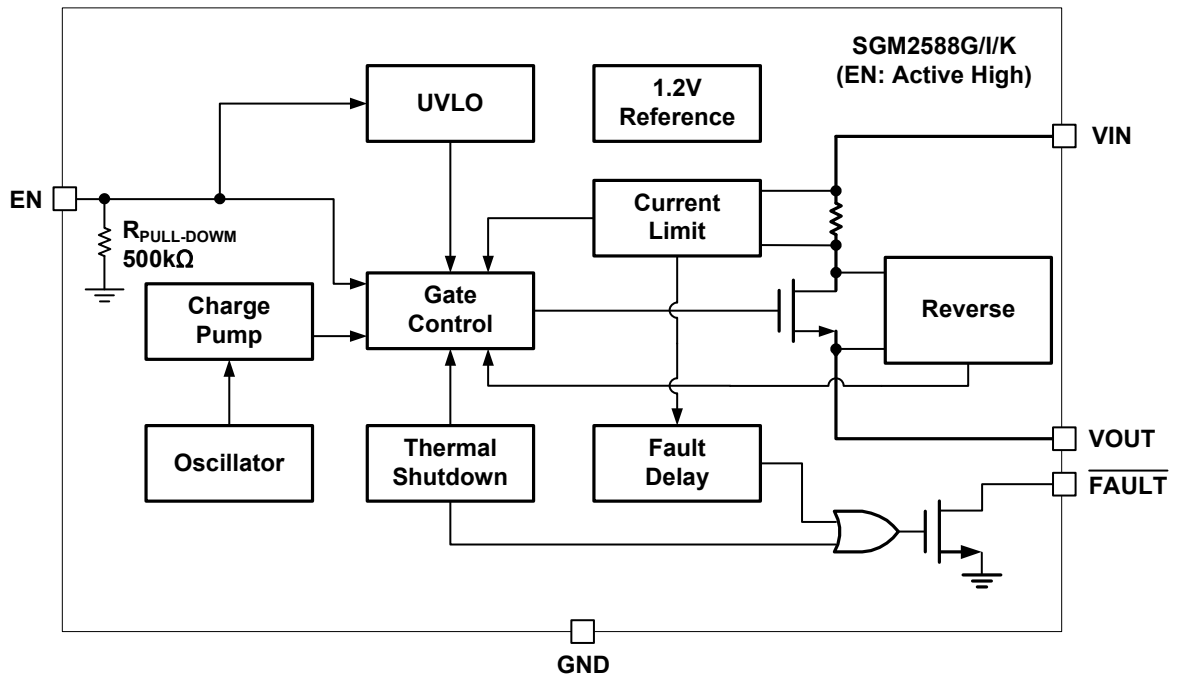 SGM2588G/I/K
(EN: Active High)
UVLO
1.2V
Reference
VIN
EN
RPULL-DOWM
500kΩ
Current
Limit
Charge
Pump
Gate
Control
Reverse
Oscillator
Thermal
Shutdown
Fault
Delay
VOUT
FAULT
GND